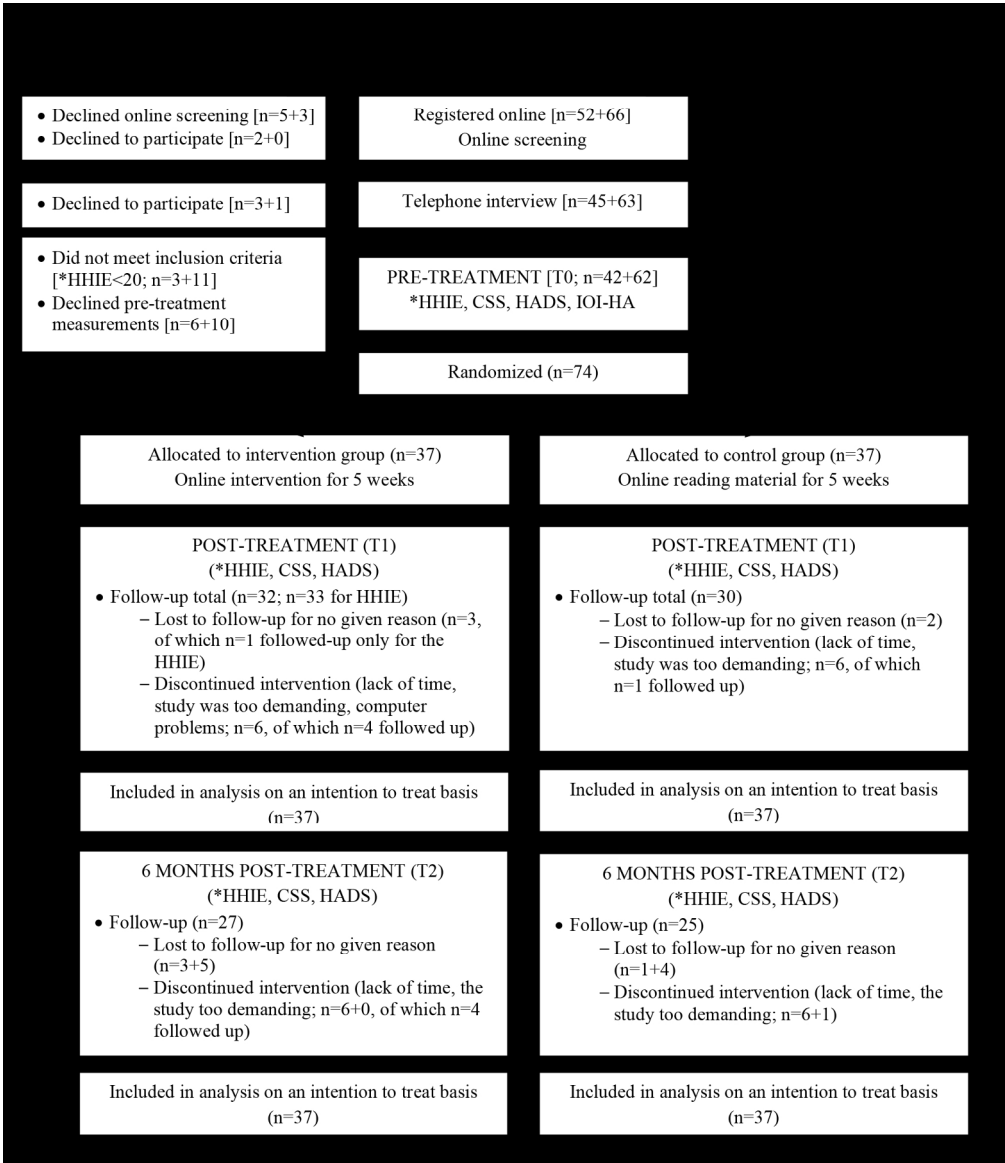 • Declined online screening [n=5+3]
• Declined to participate [n=2+0]
Registered online [n=52+66]
Online screening
• Declined to participate [n=3+1]
Telephone interview [n=45+63]
• Did not meet inclusion criteria
[*HHIE<20; n=3+11]
• Declined pre-treatment
measurements [n=6+10]
PRE-TREATMENT [T0; n=42+62]
*HHIE, CSS, HADS, IOI-HA
Randomized (n=74)
Allocated to intervention group (n=37)
Online intervention for 5 weeks
Allocated to control group (n=37)
Online reading material for 5 weeks
POST-TREATMENT (T1)
(*HHIE, CSS, HADS)
• Follow-up total (n=32; n=33 for HHIE)
– Lost to follow-up for no given reason (n=3,
of which n=1 followed-up only for the
HHIE)
– Discontinued intervention (lack of time,
study was too demanding, computer
problems; n=6, of which n=4 followed up)
POST-TREATMENT (T1)
(*HHIE, CSS, HADS)
• Follow-up total (n=30)
– Lost to follow-up for no given reason (n=2)
– Discontinued intervention (lack of time,
study was too demanding; n=6, of which
n=1 followed up)
Included in analysis on an intention to treat basis
(n=37)
Included in analysis on an intention to treat basis
(n=37)
6 MONTHS POST-TREATMENT (T2)
(*HHIE, CSS, HADS)
• Follow-up (n=27)
– Lost to follow-up for no given reason
(n=3+5)
– Discontinued intervention (lack of time, the
study too demanding; n=6+0, of which n=4
followed up)
6 MONTHS POST-TREATMENT (T2)
(*HHIE, CSS, HADS)
• Follow-up (n=25)
– Lost to follow-up for no given reason
(n=1+4)
– Discontinued intervention (lack of time, the
study too demanding; n=6+1)
Included in analysis on an intention to treat basis
(n=37)
Included in analysis on an intention to treat basis
(n=37)